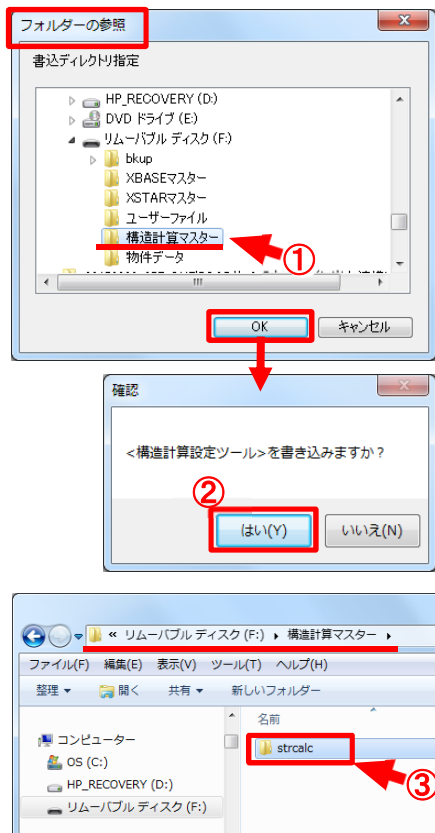 フォルダーの参照
x
書込ディレクトリ指定
HP_RECOVERY (D:)
DVD ドライブ (E:)
リムーバブル ディスク (F:)
bkup
XBASEマスター
XSTARマスター
ユーザーファイル
構造計算マスター
①
物件データ
OK
キャンセル
確認
x
<構造計算設定ツール>を書き込みますか？
②
はい(Y)
いいえ(N)
« リムーバブル ディスク (F:) ▸ 構造計算マスター ▸
ファイル(F) 編集(E) 表示(V) ツール(T) ヘルプ(H)
整理 ▼ 開く 共有 ▼ 新しいフォルダー
名前
コンピューター
strcalc
OS (C:)
HP_RECOVERY (D:)
③
リムーバブル ディスク (F:)